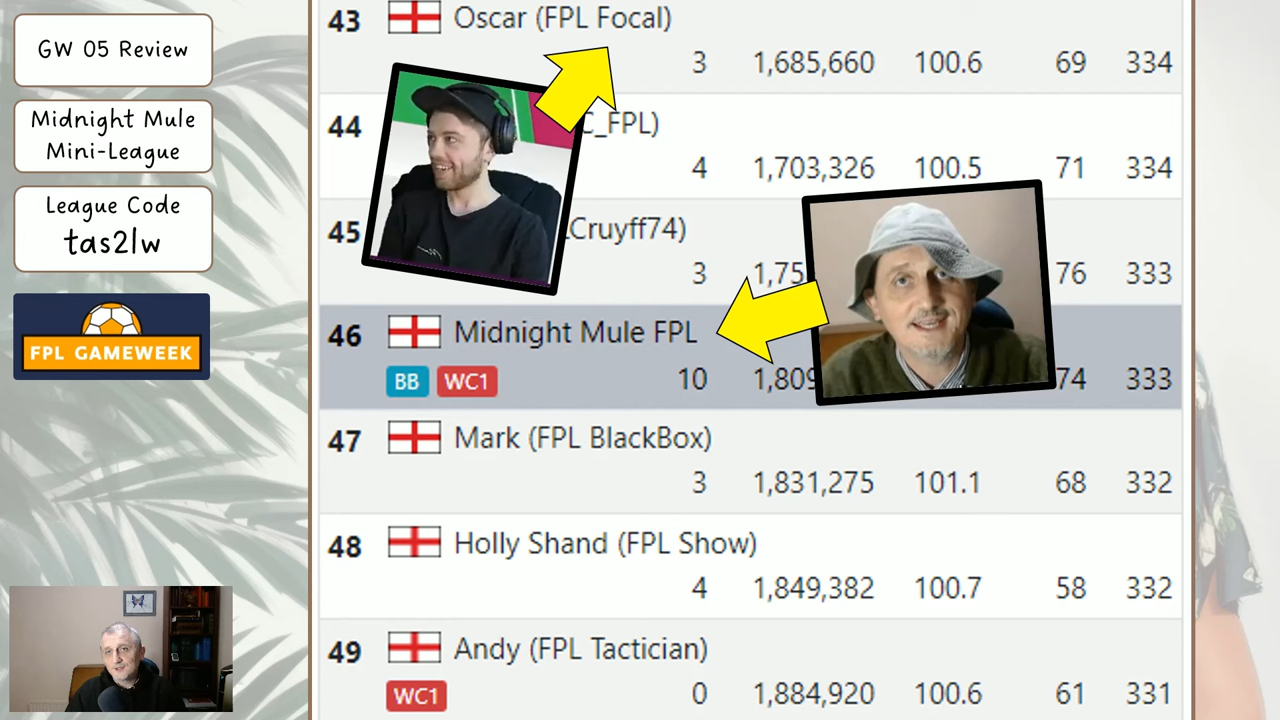 GW 05 Review
Midnight Mule
Mini-League
League Code
tas2lw
FPL GAMEWEEK
43 Oscar (FPL Focal)
3 1,685,660 100.6 69 334
44 C_FPL)
4 1,703,326 100.5 71 334
45 Cruyff74)
3 1,75 76 333
46 Midnight Mule FPL
BB WC1 10 1,809 74 333
47 Mark (FPL BlackBox)
3 1,831,275 101.1 68 332
48 Holly Shand (FPL Show)
4 1,849,382 100.7 58 332
49 Andy (FPL Tactician)
WC1 0 1,884,920 100.6 61 331